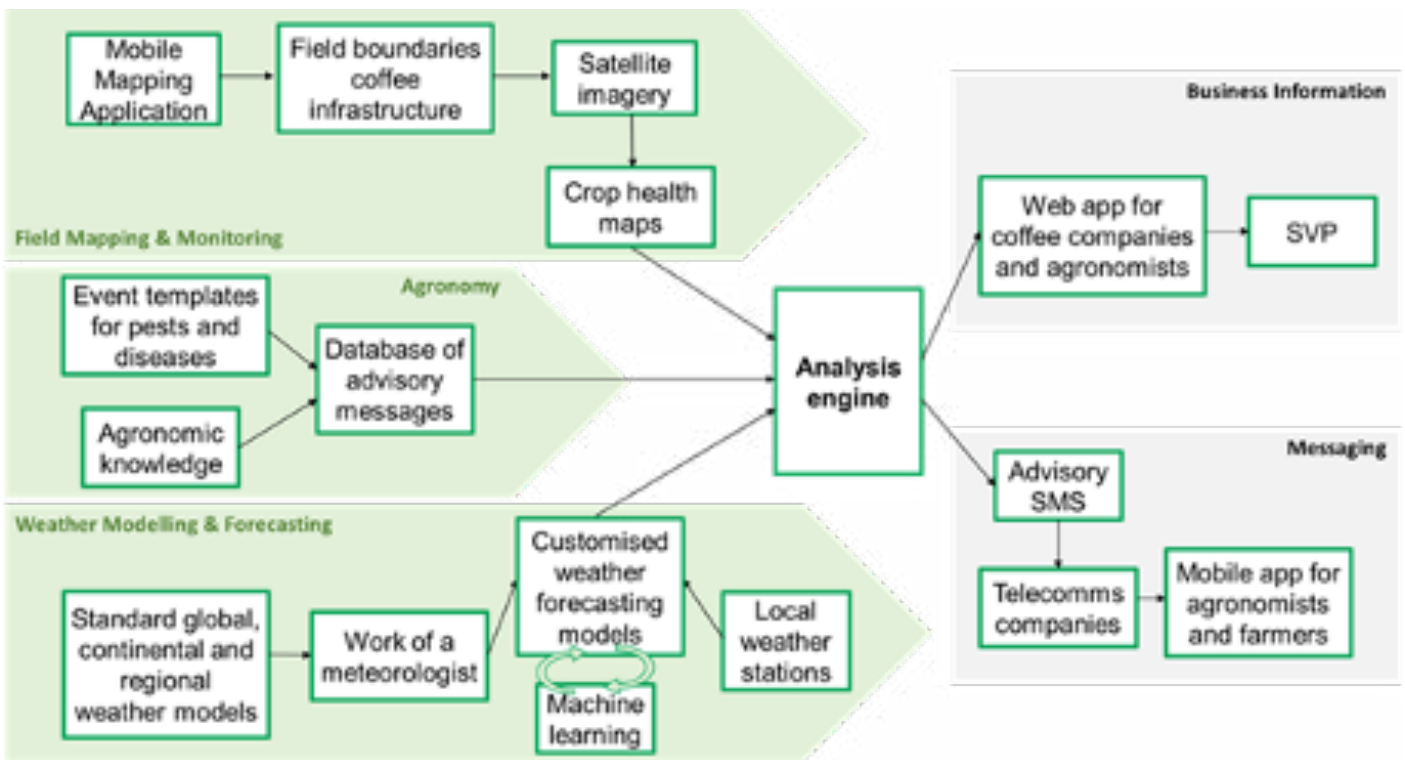 Mobile
Mapping
Application
Field boundaries
coffee
infrastructure
Satellite
imagery
Crop health
maps
Field Mapping & Monitoring
Agronomy
Event templates
for pests and
diseases
Agronomic
knowledge
Database of
advisory
messages
Weather Modelling & Forecasting
Standard global,
continental and
regional
weather models
Work of a
meteorologist
Customised
weather
forecasting
models
Machine
learning
Local
weather
stations
Analysis
engine
Business Information
Web app for
coffee companies
and agronomists
SVP
Messaging
Advisory
SMS
Telecomms
companies
Mobile app for
agronomists
and farmers